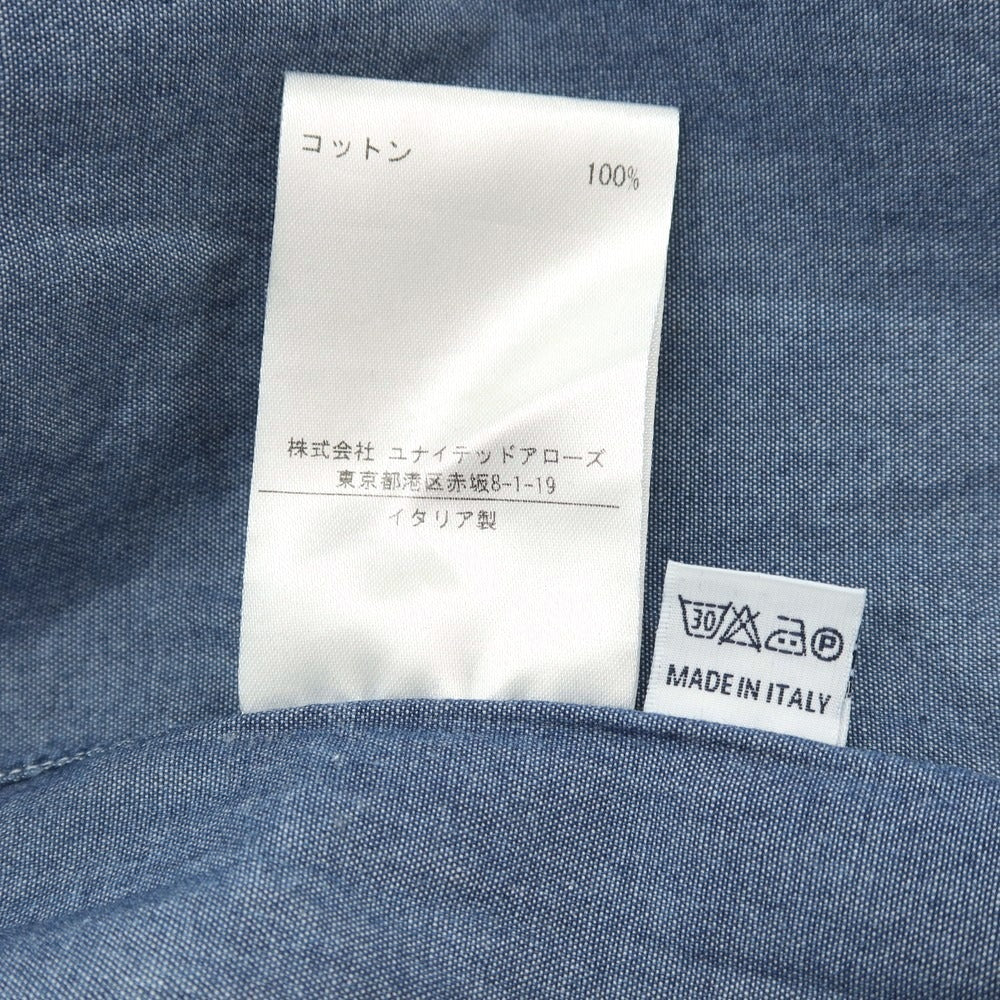 コットン
100%
株式会社 ユナイテッドアローズ
東京都港区赤坂8-1-19
イタリア製
30 P
MADE IN ITALY